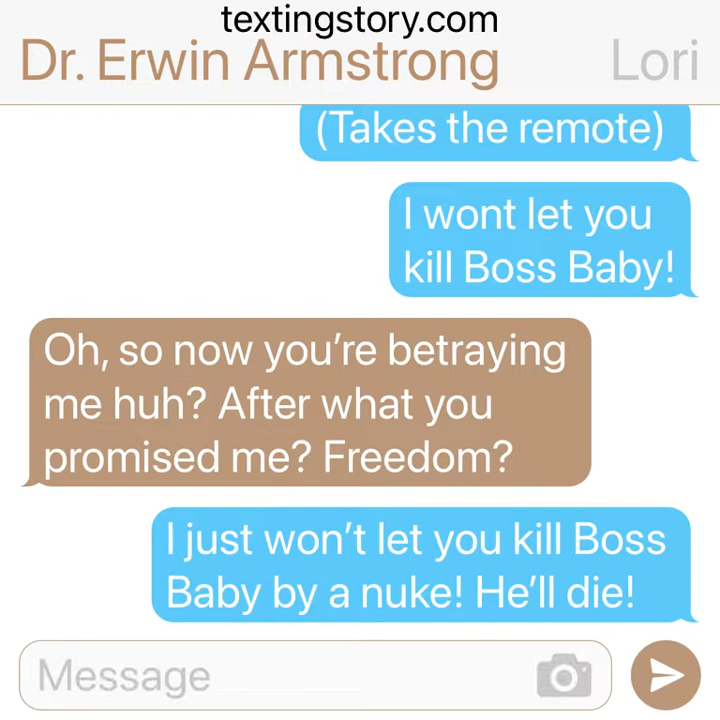 textingstory.com
Dr. Erwin Armstrong Lori
(Takes the remote)
I wont let you
kill Boss Baby!
Oh, so now you’re betraying
me huh? After what you
promised me? Freedom?
I just won’t let you kill Boss
Baby by a nuke! He’ll die!
Message